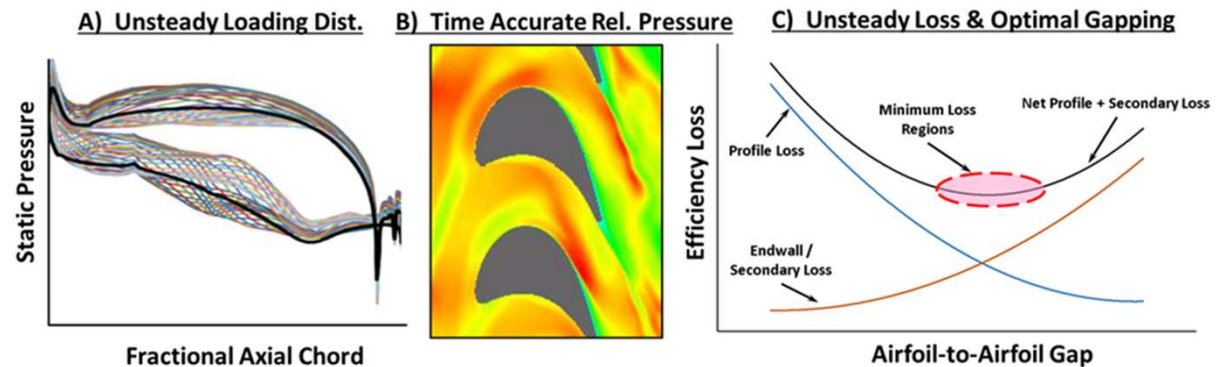 A) Unsteady Loading Dist.
B) Time Accurate Rel. Pressure
C) Unsteady Loss & Optimal Gapping
Static Pressure
Fractional Axial Chord
Efficiency Loss
Profile Loss
Minimum Loss
Regions
Net Profile + Secondary Loss
Endwall /
Secondary Loss
Airfoil-to-Airfoil Gap